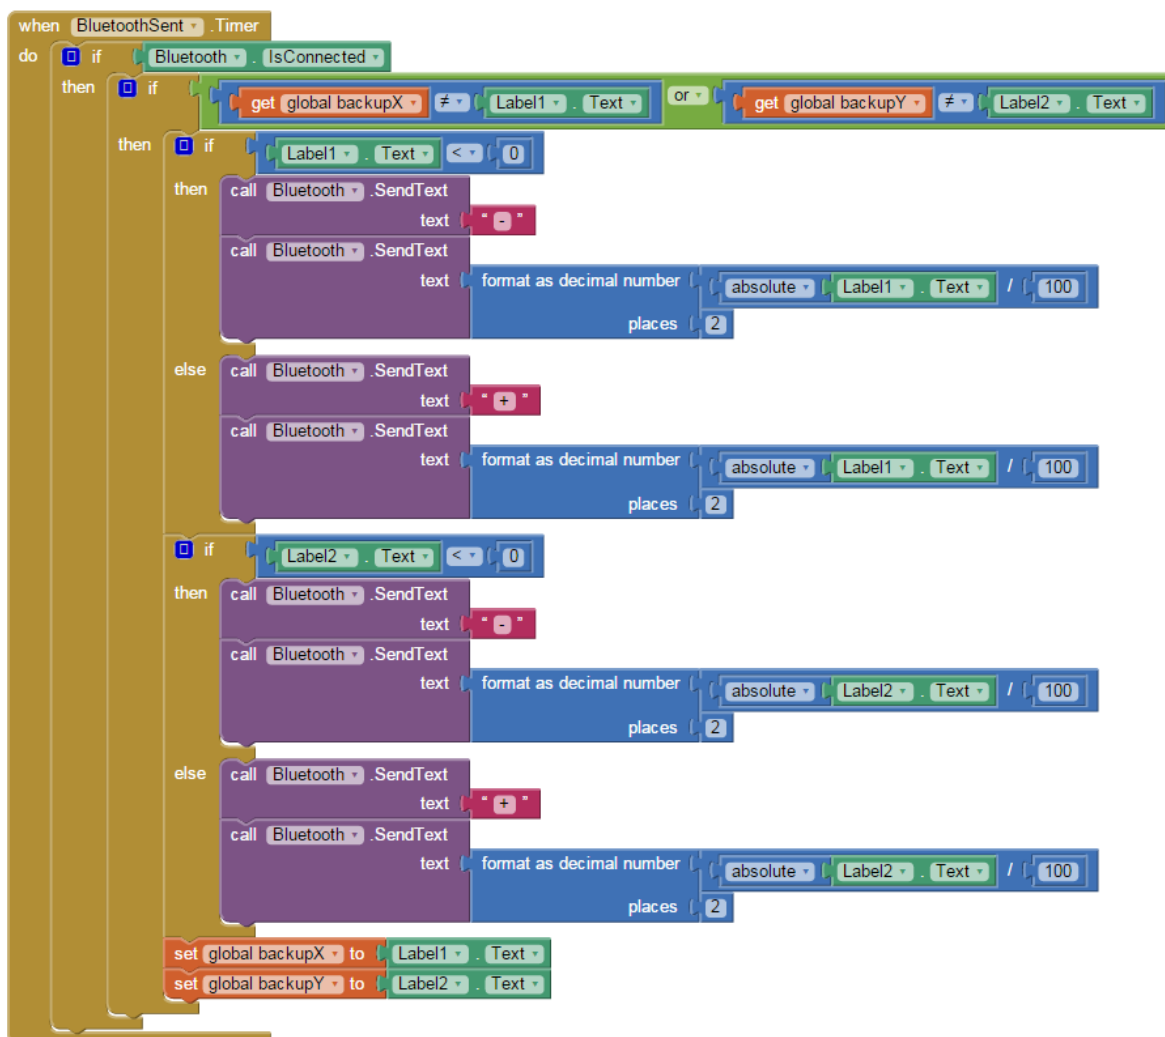 when BluetoothSent .Timer
do if Bluetooth . IsConnected
then if get global backupX ≠ Label1 . Text or get global backupY ≠ Label2 . Text
then if Label1 . Text < 0
then call Bluetooth .SendText
text " - "
call Bluetooth .SendText
text format as decimal number absolute Label1 . Text / 100
places 2
else call Bluetooth .SendText
text " + "
call Bluetooth .SendText
text format as decimal number absolute Label1 . Text / 100
places 2
if Label2 . Text < 0
then call Bluetooth .SendText
text " - "
call Bluetooth .SendText
text format as decimal number absolute Label2 . Text / 100
places 2
else call Bluetooth .SendText
text " + "
call Bluetooth .SendText
text format as decimal number absolute Label2 . Text / 100
places 2
set global backupX to Label1 . Text
set global backupY to Label2 . Text